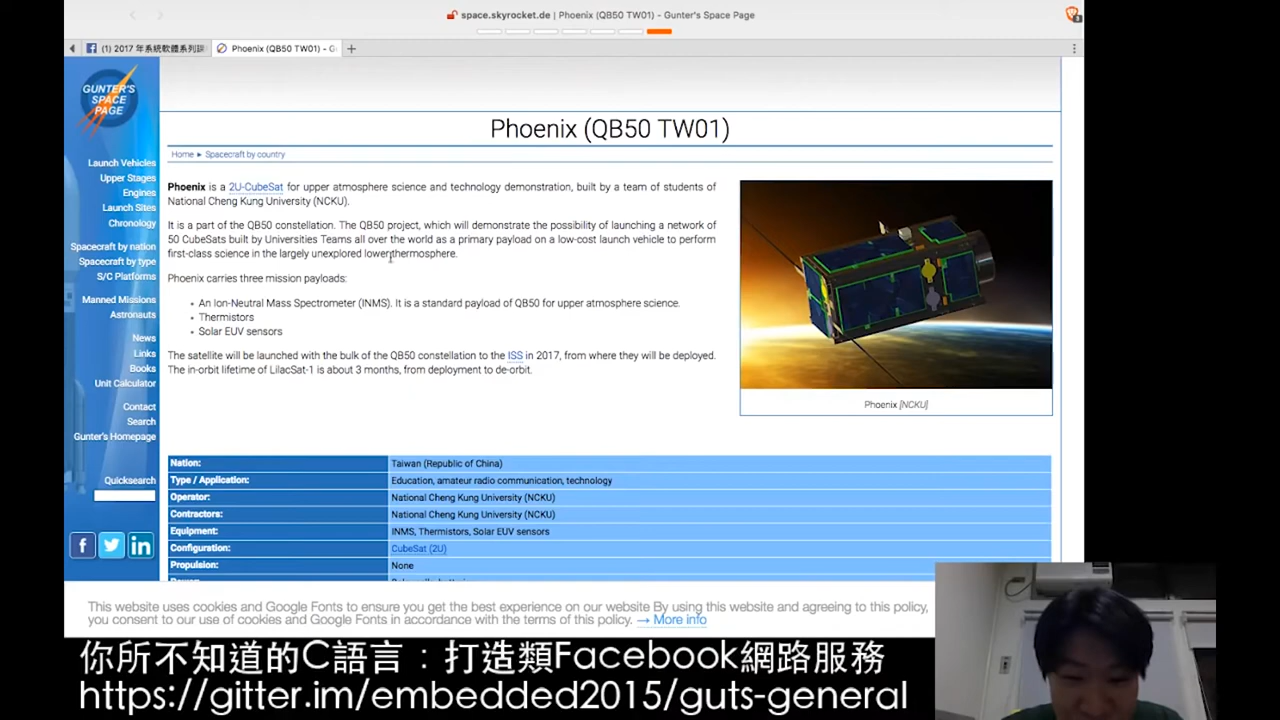 space.skyrocket.de | Phoenix (QB50 TW01) - Gunter's Space Page
(1) 2017 年系統軟體系列課
Phoenix (QB50 TW01) - G
GUNTER'S
SPACE
PAGE
Launch Vehicles
Upper Stages
Engines
Launch Sites
Chronology
Spacecraft by nation
Spacecraft by type
S/C Platforms
Manned Missions
Astronauts
News
Links
Books
Unit Calculator
Contact
Search
Gunter's Homepage
Quicksearch
Phoenix (QB50 TW01)
Home ► Spacecraft by country
Phoenix is a 2U-CubeSat for upper atmosphere science and technology demonstration, built by a team of students of
National Cheng Kung University (NCKU).
It is a part of the QB50 constellation. The QB50 project, which will demonstrate the possibility of launching a network of
50 CubeSats built by Universities Teams all over the world as a primary payload on a low-cost launch vehicle to perform
first-class science in the largely unexplored lowerthermosphere.
Phoenix carries three mission payloads:
• An Ion-Neutral Mass Spectrometer (INMS). It is a standard payload of QB50 for upper atmosphere science.
• Thermistors
• Solar EUV sensors
The satellite will be launched with the bulk of the QB50 constellation to the ISS in 2017, from where they will be deployed.
The in-orbit lifetime of LilacSat-1 is about 3 months, from deployment to de-orbit.
Phoenix [NCKU]
Nation: Taiwan (Republic of China)
Type / Application: Education, amateur radio communication, technology
Operator: National Cheng Kung University (NCKU)
Contractors: National Cheng Kung University (NCKU)
Equipment: INMS, Thermistors, Solar EUV sensors
Configuration: CubeSat (2U)
Propulsion: None
This website uses cookies and Google Fonts to ensure you get the best experience on our website By using this website and agreeing to this policy,
you consent to our use of cookies and Google Fonts in accordance with the terms of this policy. → More info
你所不知道的C語言：打造類Facebook網路服務
https://gitter.im/embedded2015/guts-general